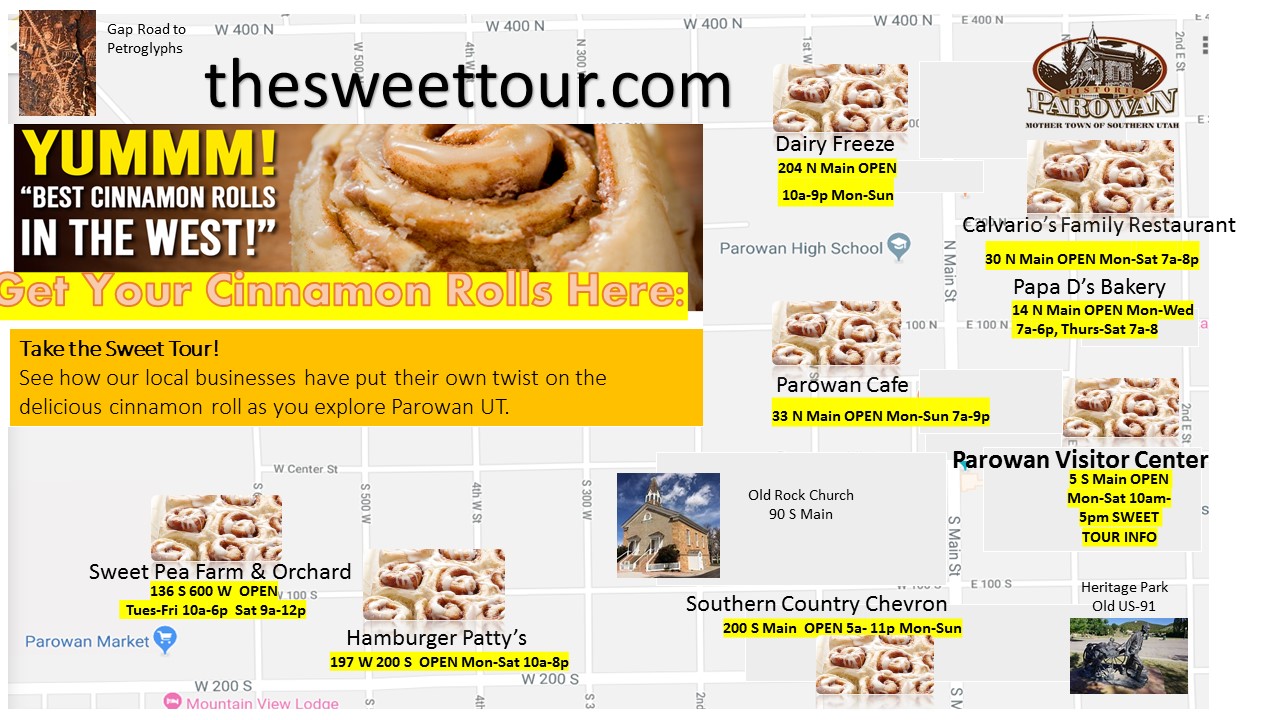 Gap Road to
Petroglyphs
W 400 N
W 400 N
W 400 N
E 400 N
thesweettour.com
W 500
4th W
N 300 W
1st W
2nd E St
HISTORIC
PAROWAN
MOTHER TOWN OF SOUTHERN UTAH
YUMMM!
“BEST CINNAMON ROLLS
IN THE WEST!”
Get Your Cinnamon Rolls Here:
Take the Sweet Tour!
See how our local businesses have put their own twist on the
delicious cinnamon roll as you explore Parowan UT.
Dairy Freeze
204 N Main OPEN
10a-9p Mon-Sun
Parowan High School
N Main St
Calvario’s Family Restaurant
30 N Main OPEN Mon-Sat 7a-8p
Papa D’s Bakery
14 N Main OPEN Mon-Wed
7a-6p, Thurs-Sat 7a-8
100 N
E 100 N
Parowan Cafe
33 N Main OPEN Mon-Sun 7a-9p
2nd E St
Parowan Visitor Center
5 S Main OPEN
Mon-Sat 10am-
5pm SWEET
TOUR INFO
W Center St
S 500 W
4th W St
S 300 W
Old Rock Church
90 S Main
S Main St
Sweet Pea Farm & Orchard
136 S 600 W OPEN
Tues-Fri 10a-6p Sat 9a-12p
W 100 S
E 100 S
Parowan Market
Hamburger Patty’s
197 W 200 S OPEN Mon-Sat 10a-8p
Southern Country Chevron
200 S Main OPEN 5a- 11p Mon-Sun
Heritage Park
Old US-91
W 200 S
W 200 S
Mountain View Lodge
2nd
S M